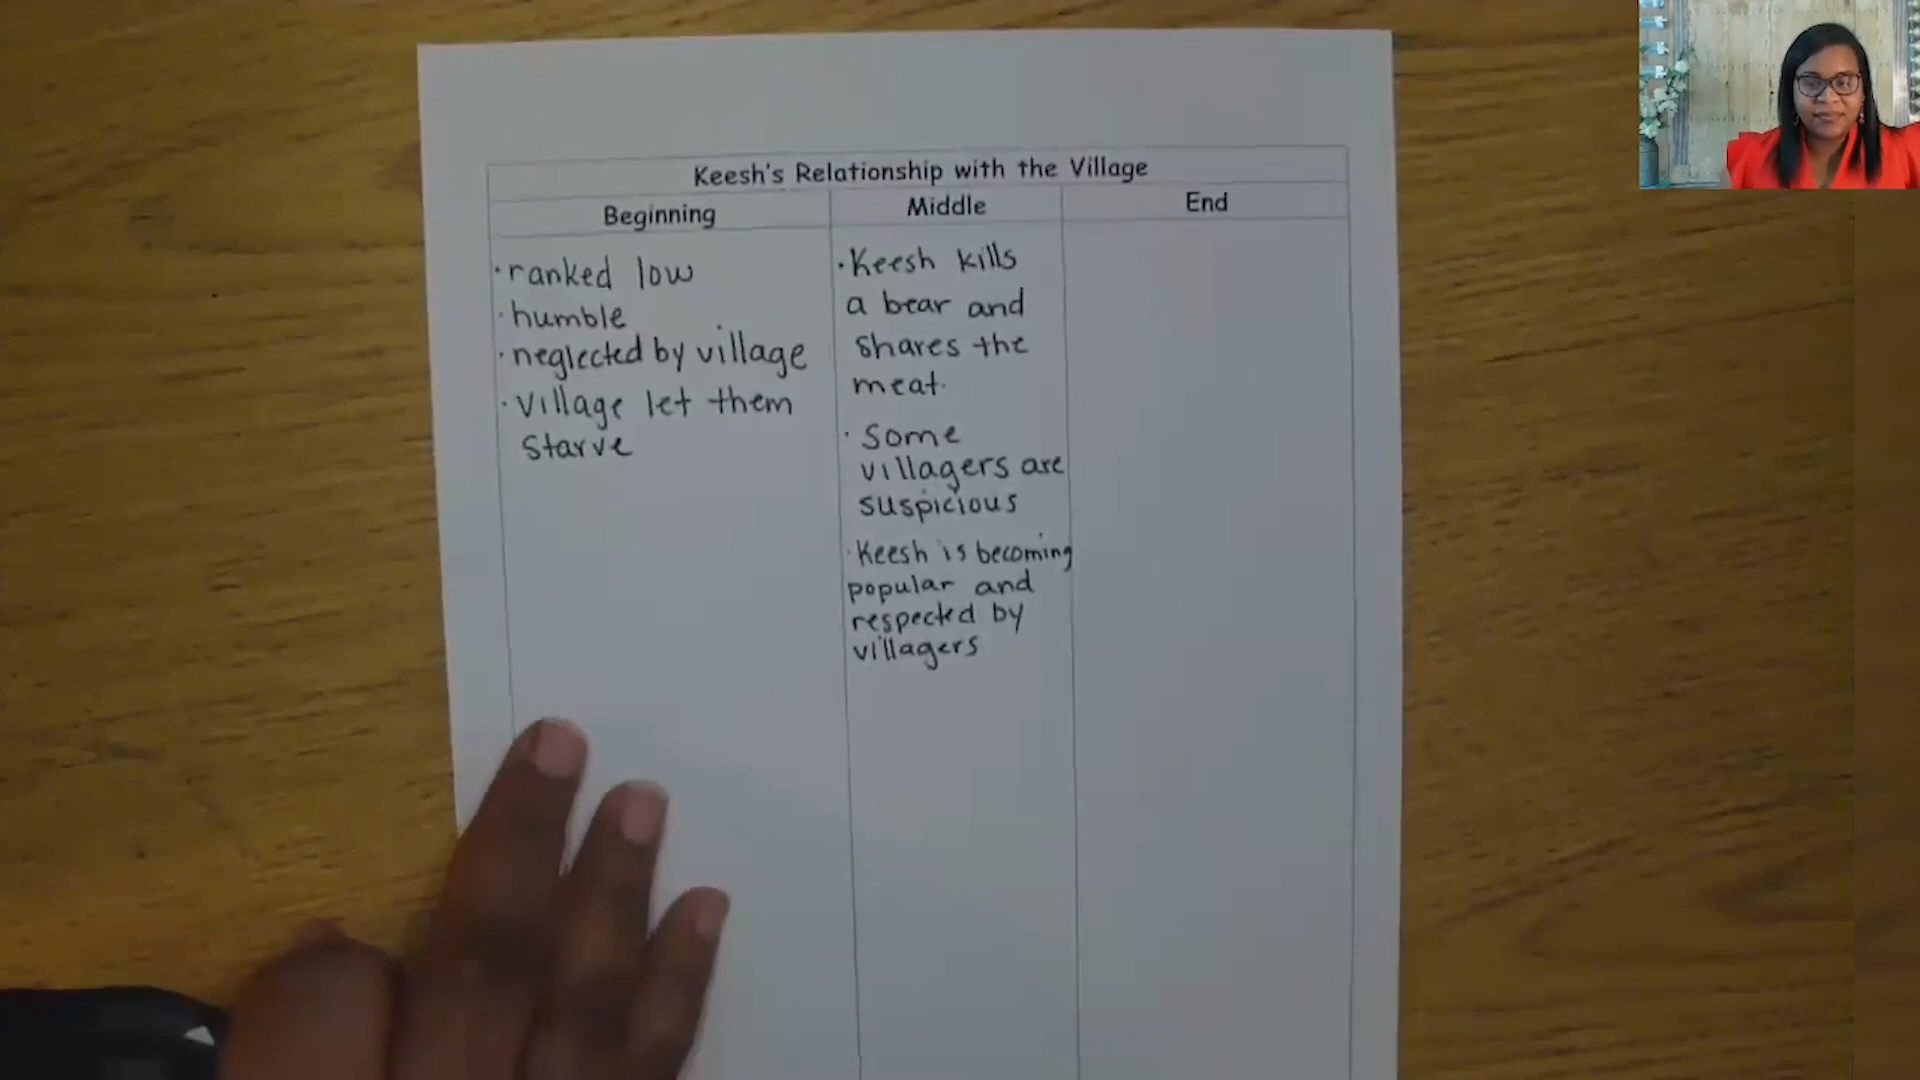 Keesh's Relationship with the Village
Beginning
Middle
End
· ranked low
· humble
· neglected by village
· village let them
starve
· Keesh kills
a bear and
shares the
meat.
· some
villagers are
suspicious
· Keesh is becoming
popular and
respected by
villagers